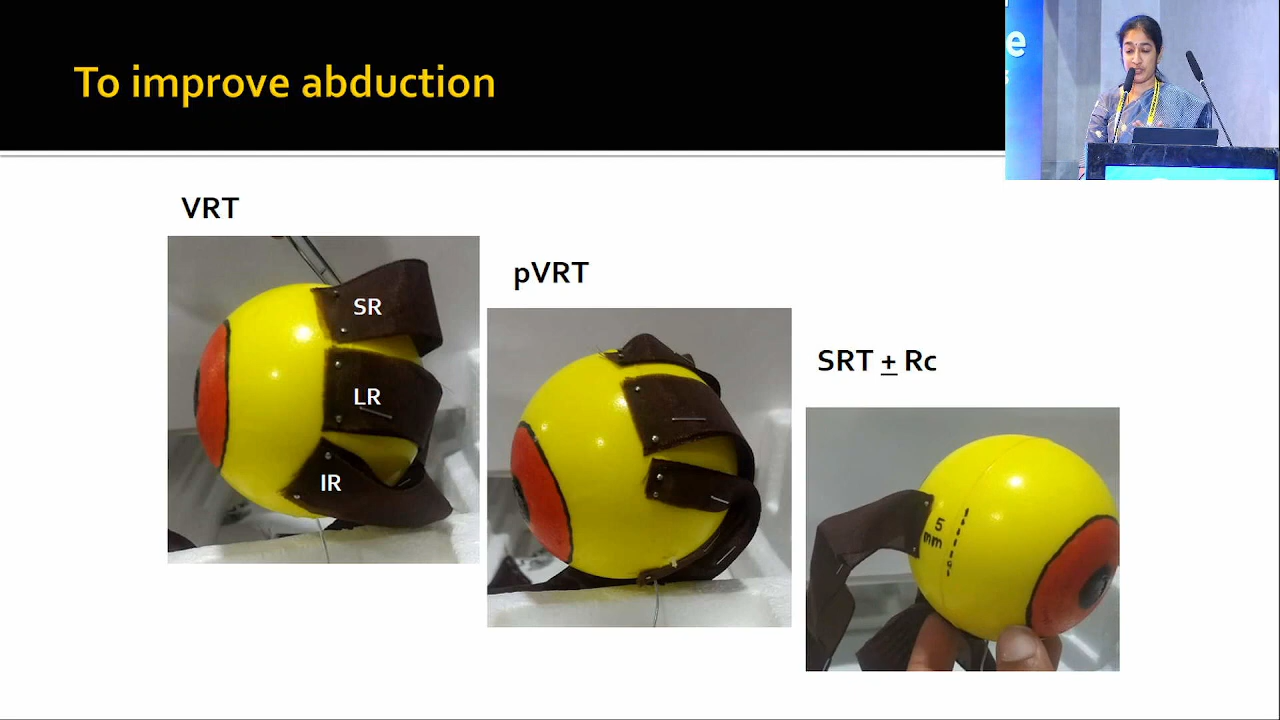 To improve abduction
e
VRT
SR
LR
IR
pVRT
SRT + Rc
5
mm